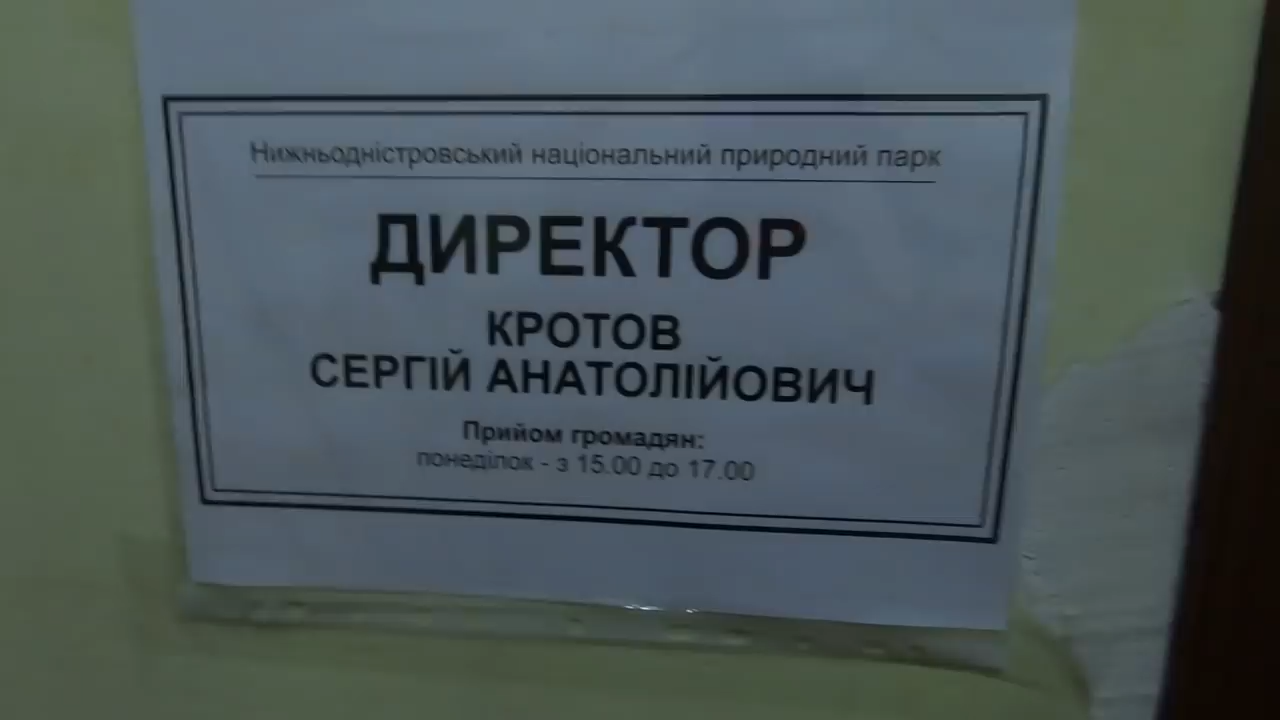 Нижньодністровський національний природний парк
ДИРЕКТОР
КРОТОВ
СЕРГІЙ АНАТОЛІЙОВИЧ
Прийом громадян:
понеділок - з 15.00 до 17.00